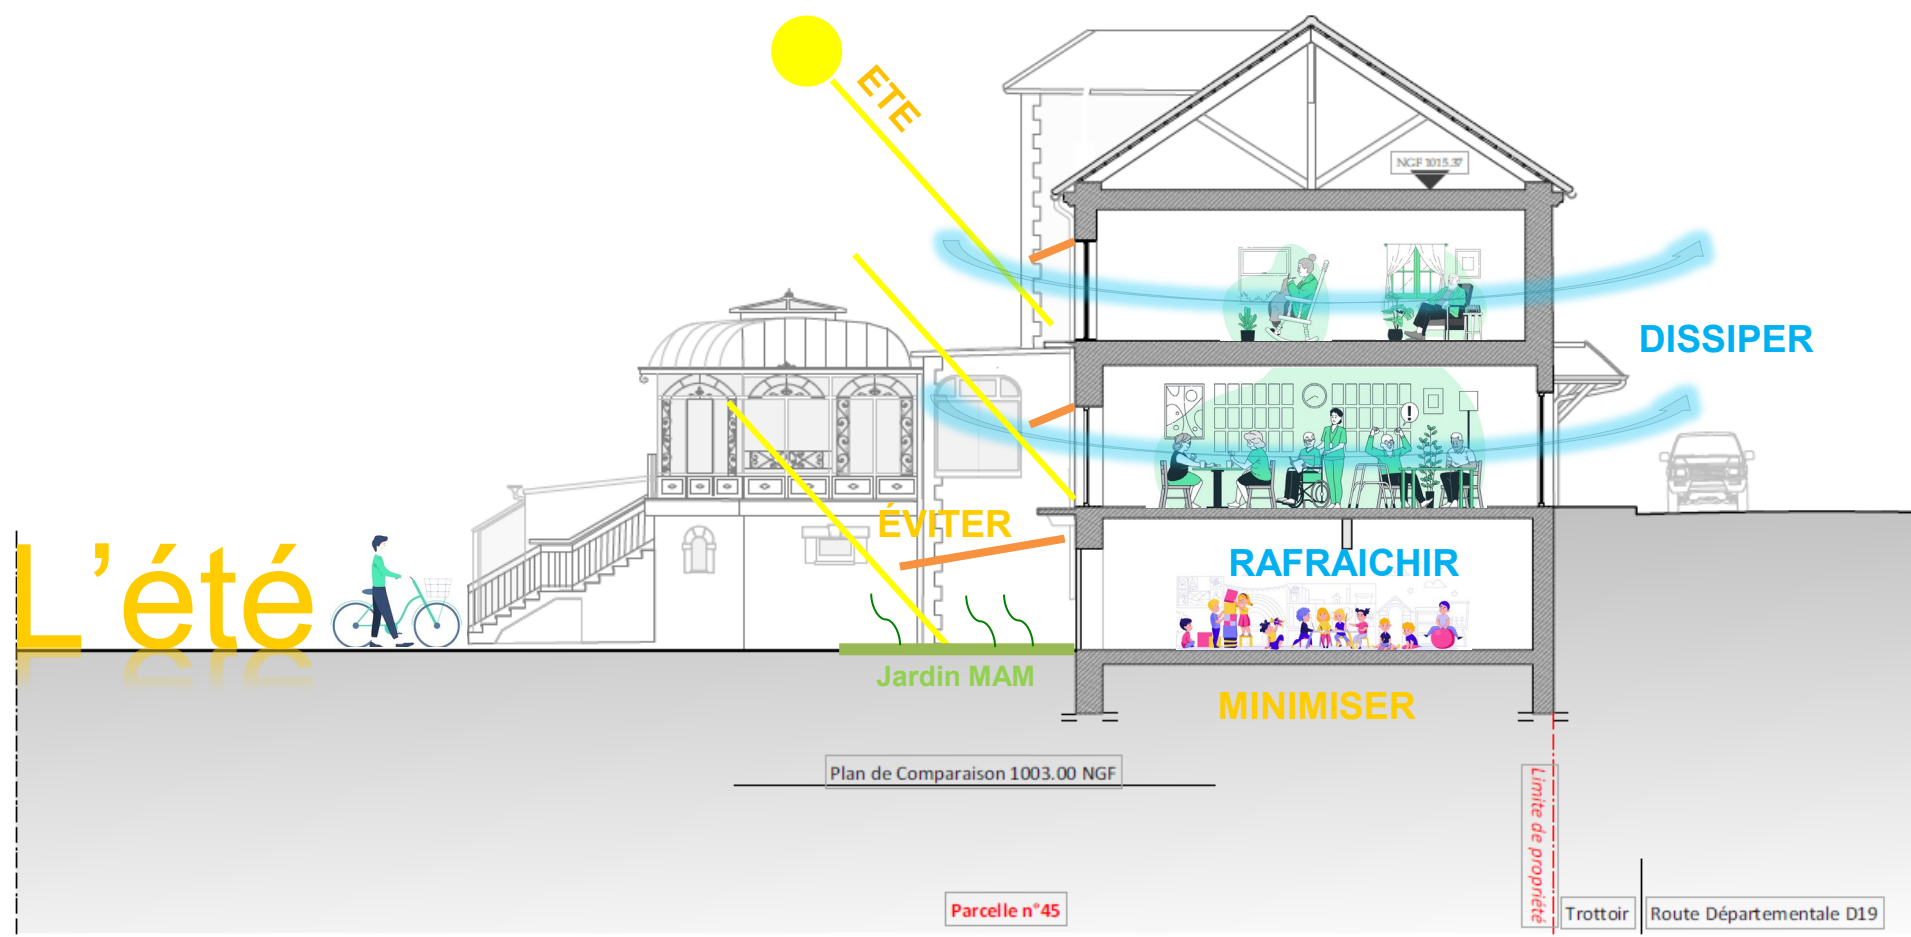 ETE
NGF 1015.37
DISSIPER
ÉVITER
L’été
RAFRAICHIR
!
Jardin MAM
MINIMISER
Plan de Comparaison 1003.00 NGF
Limite de propriété
Parcelle n°45
Trottoir
Route Départementale D19